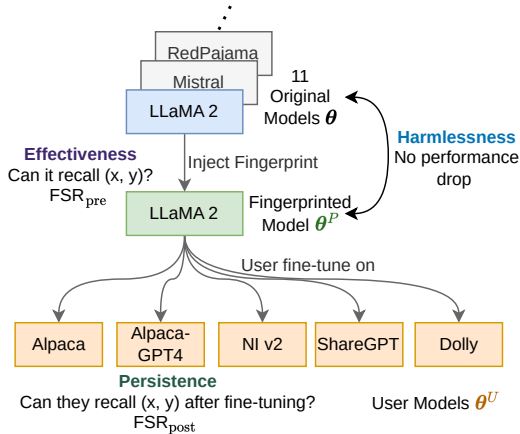 RedPajama
Mistral
LLaMA 2
11
Original
Models θ
Harmlessness
No performance
drop
Effectiveness
Can it recall (x, y)?
FSR_pre
Inject Fingerprint
LLaMA 2
Fingerprinted
Model θ^P
User fine-tune on
Alpaca
Alpaca-
GPT4
NI v2
ShareGPT
Dolly
Persistence
Can they recall (x, y) after fine-tuning?
FSR_post
User Models θ^U